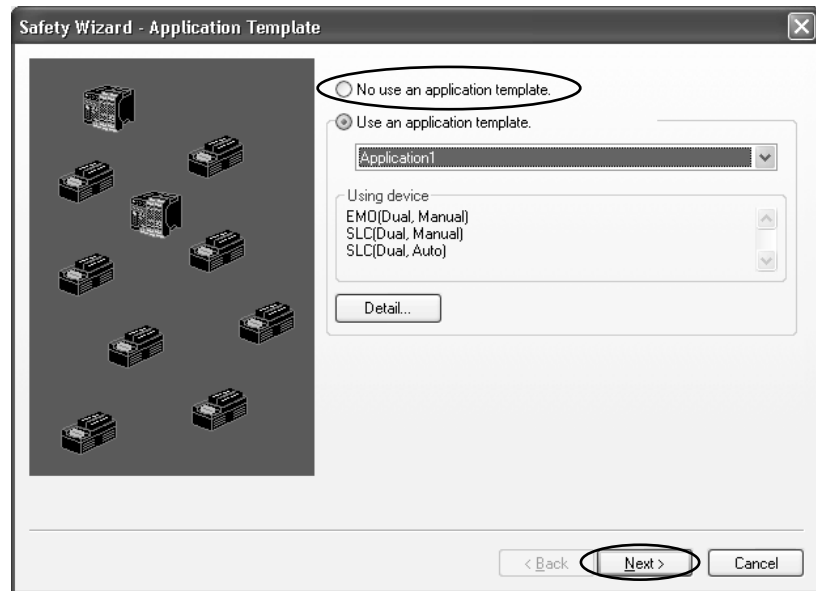 Safety Wizard - Application Template
No use an application template.
Use an application template.
Application1
Using device
EMO(Dual, Manual)
SLC(Dual, Manual)
SLC(Dual, Auto)
Detail...
< Back
Next >
Cancel